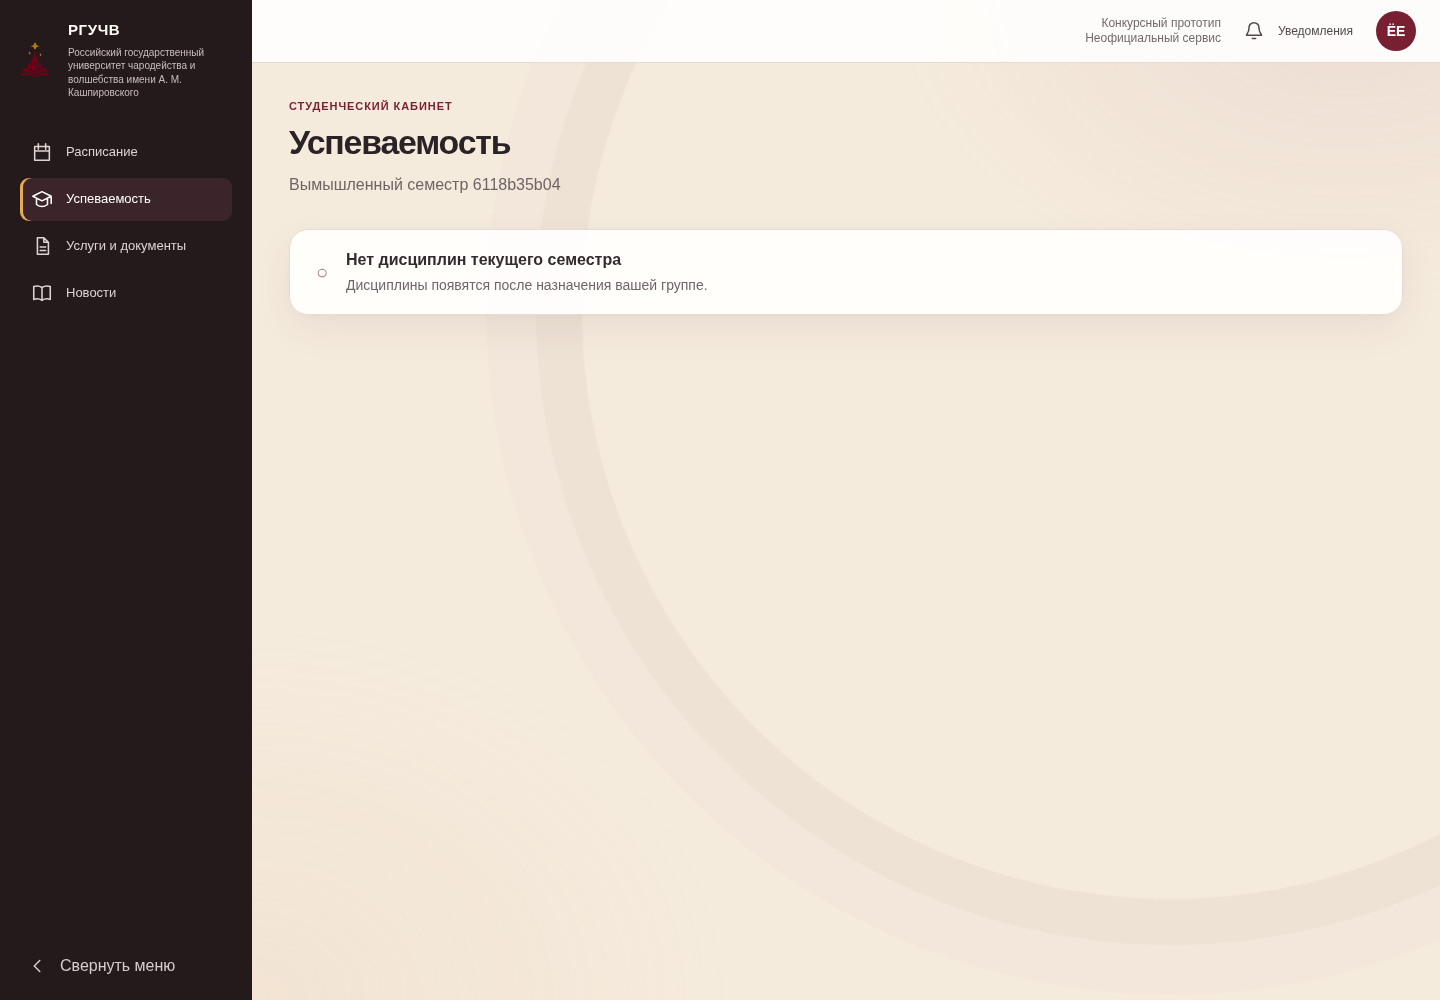 РГУЧВ
Российский государственный
университет чародейства и
волшебства имени А. М.
Кашпировского
Конкурсный прототип
Неофициальный сервис
Уведомления
ЁЕ
Расписание
Успеваемость
Услуги и документы
Новости
СТУДЕНЧЕСКИЙ КАБИНЕТ
Успеваемость
Вымышленный семестр 6118b35b04
Нет дисциплин текущего семестра
Дисциплины появятся после назначения вашей группе.
Свернуть меню